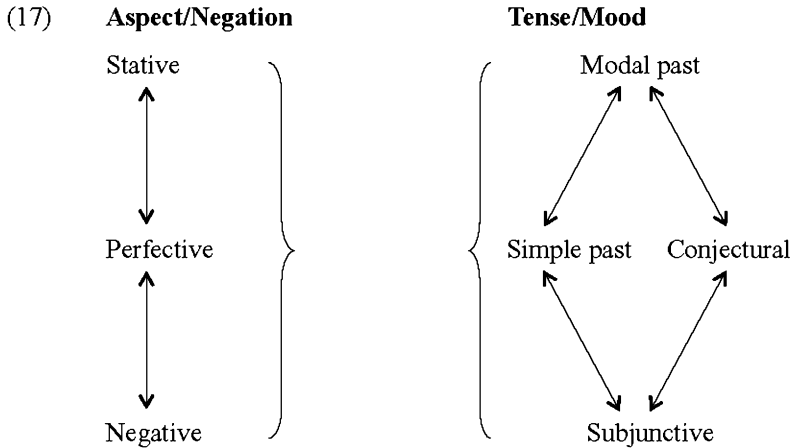 (17) Aspect/Negation Tense/Mood
Stative Modal past
Perfective Simple past Conjectural
Negative Subjunctive